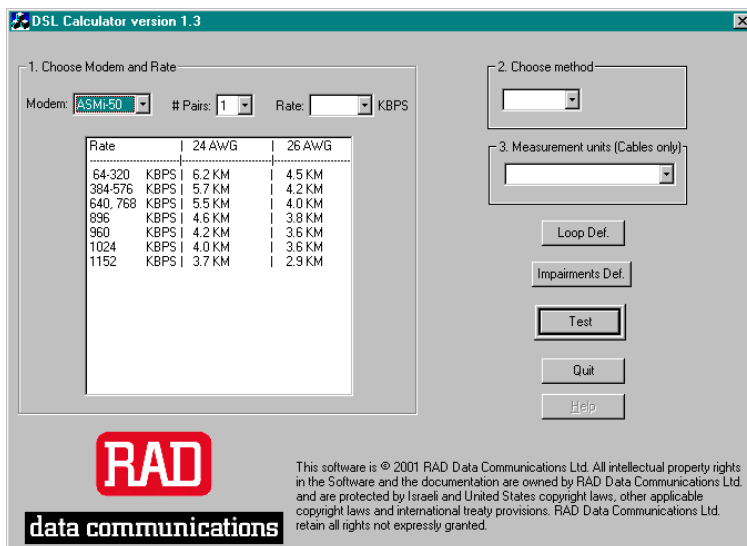 DSL Calculator version 1.3
1. Choose Modem and Rate
Modem: ASMi-50 # Pairs: 1 Rate: KBPS
Rate | 24 AWG | 26 AWG
64-320 KBPS | 6.2 KM | 4.5 KM
384-576 KBPS | 5.7 KM | 4.2 KM
640, 768 KBPS | 5.5 KM | 4.0 KM
896 KBPS | 4.6 KM | 3.8 KM
960 KBPS | 4.2 KM | 3.6 KM
1024 KBPS | 4.0 KM | 3.6 KM
1152 KBPS | 3.7 KM | 2.9 KM
2. Choose method
3. Measurement units (Cables only)
Loop Def.
Impairments Def.
Test
Quit
Help
RAD
data communications
This software is © 2001 RAD Data Communications Ltd. All intellectual property rights
in the Software and the documentation are owned by RAD Data Communications Ltd.
and are protected by Israeli and United States copyright laws, other applicable
copyright laws and international treaty provisions. RAD Data Communications Ltd.
retain all rights not expressly granted.